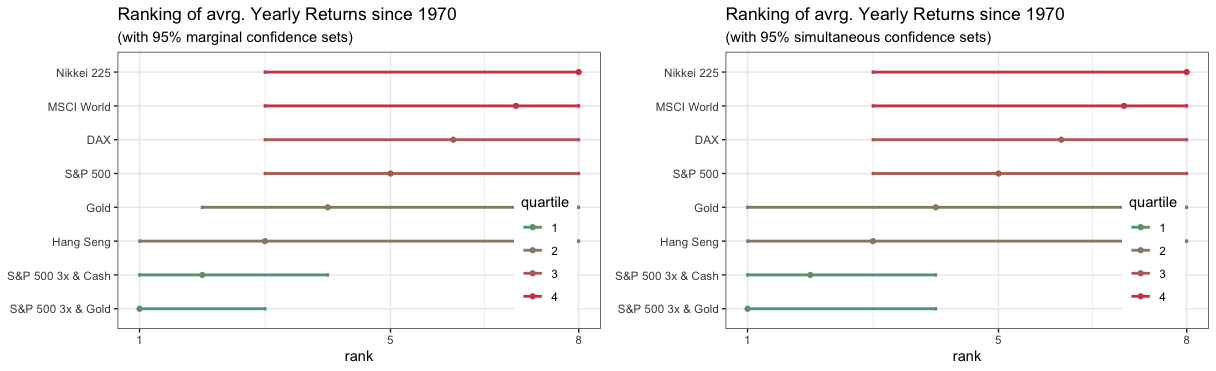 Ranking of avrg. Yearly Returns since 1970
(with 95% marginal confidence sets)
Nikkei 225
MSCI World
DAX
S&P 500
Gold
Hang Seng
S&P 500 3x & Cash
S&P 500 3x & Gold
quartile
1
2
3
4
1 5 8
rank
Ranking of avrg. Yearly Returns since 1970
(with 95% simultaneous confidence sets)
Nikkei 225
MSCI World
DAX
S&P 500
Gold
Hang Seng
S&P 500 3x & Cash
S&P 500 3x & Gold
quartile
1
2
3
4
1 5 8
rank